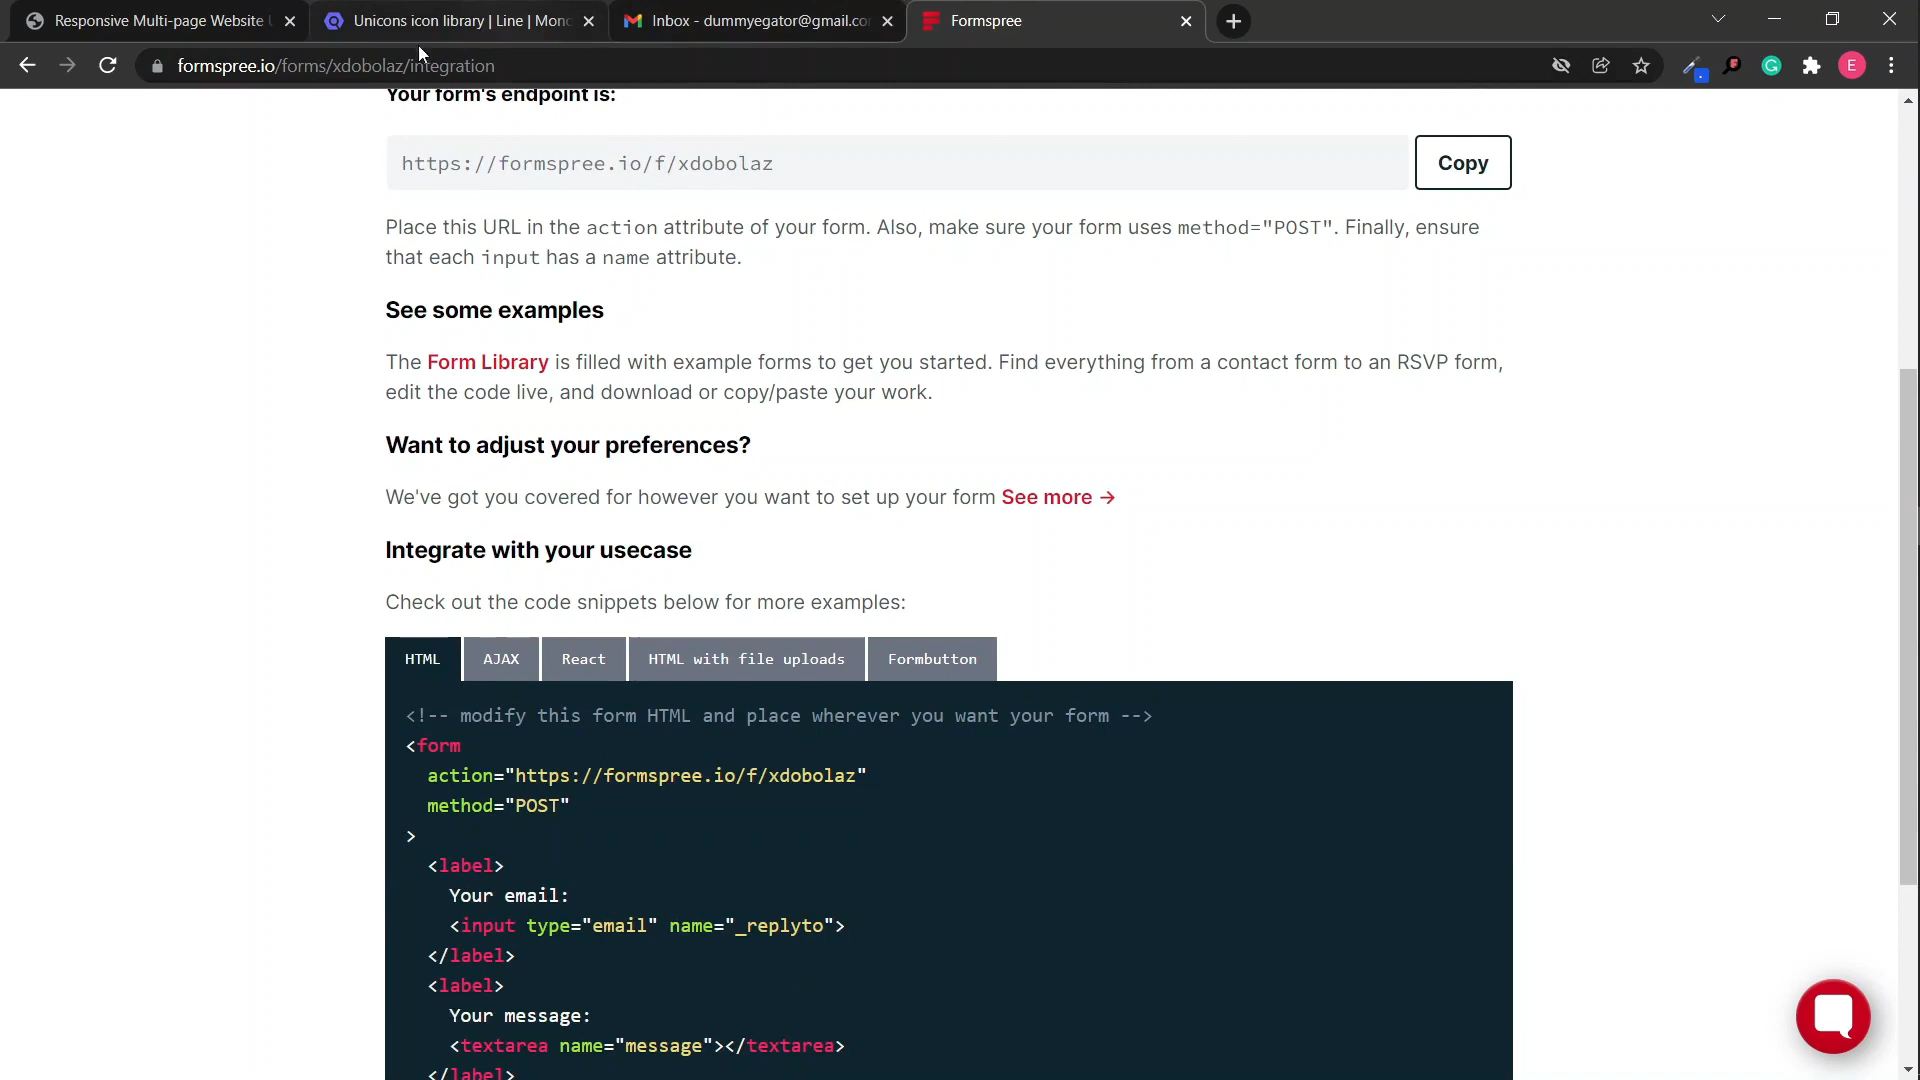 Responsive Multi-page Website
Unicons icon library | Line | Mono
Inbox - dummyegator@gmail.co
Formspree
formspree.io/forms/xdobolaz/integration
E
Your form's endpoint is:
https://formspree.io/f/xdobolaz
Copy
Place this URL in the action attribute of your form. Also, make sure your form uses method="POST". Finally, ensure
that each input has a name attribute.
See some examples
The Form Library is filled with example forms to get you started. Find everything from a contact form to an RSVP form,
edit the code live, and download or copy/paste your work.
Want to adjust your preferences?
We've got you covered for however you want to set up your form See more →
Integrate with your usecase
Check out the code snippets below for more examples:
HTML AJAX React HTML with file uploads Formbutton
<!-- modify this form HTML and place wherever you want your form -->
<form
action="https://formspree.io/f/xdobolaz"
method="POST"
>
<label>
Your email:
<input type="email" name="_replyto">
</label>
<label>
Your message:
<textarea name="message"></textarea>
</label>